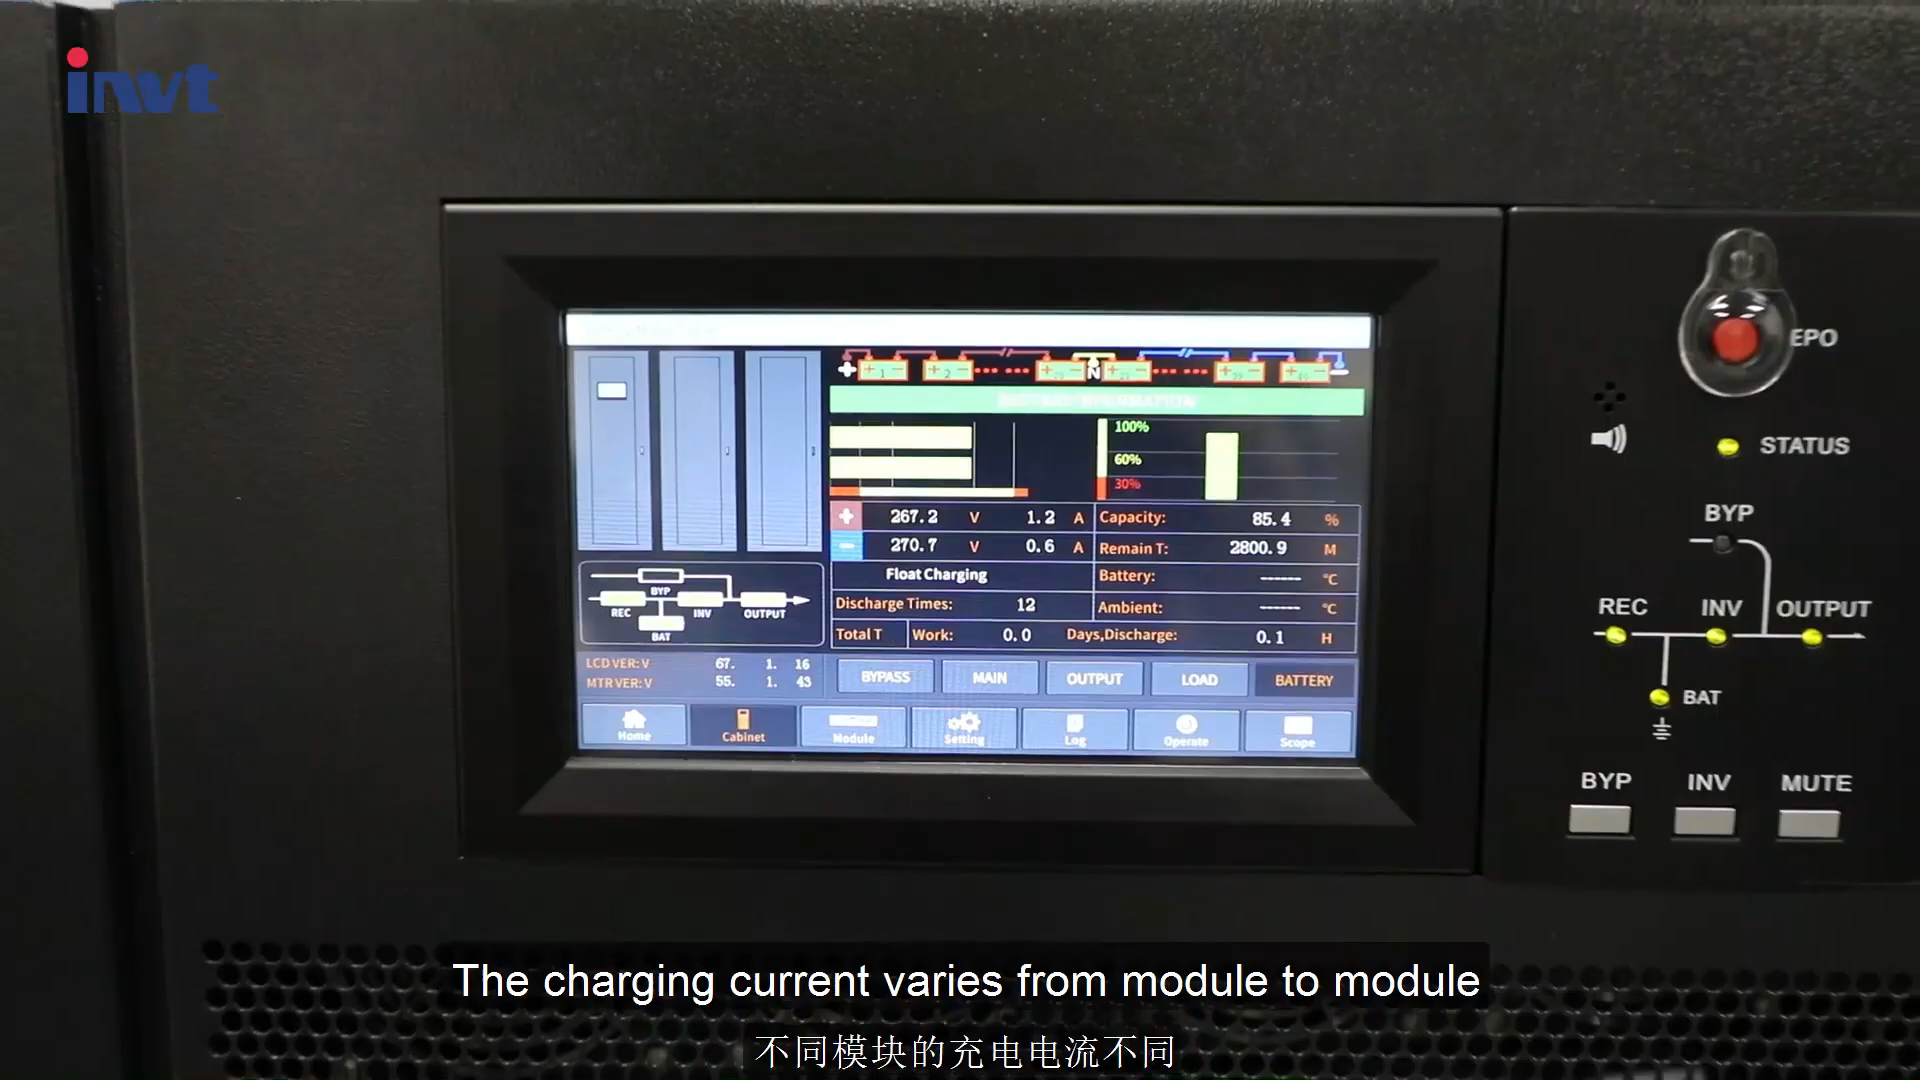 invt
100%
60%
30%
+ 267.2 V 1.2 A Capacity: 85.4 %
- 270.7 V 0.6 A Remain T: 2800.9 M
Float Charging Battery: ------ °C
Discharge Times: 12 Ambient: ------ °C
Total T Work: 0.0 Days,Discharge: 0.1 H
BYP
REC INV OUTPUT
BAT
LCD VER: V 67. 1. 16
MTR VER: V 55. 1. 43
BYPASS MAIN OUTPUT LOAD BATTERY
Home Cabinet Module Setting Log Operate Scope
EPO
STATUS
BYP
REC INV OUTPUT
BAT
BYP INV MUTE
The charging current varies from module to module
不同模块的充电电流不同